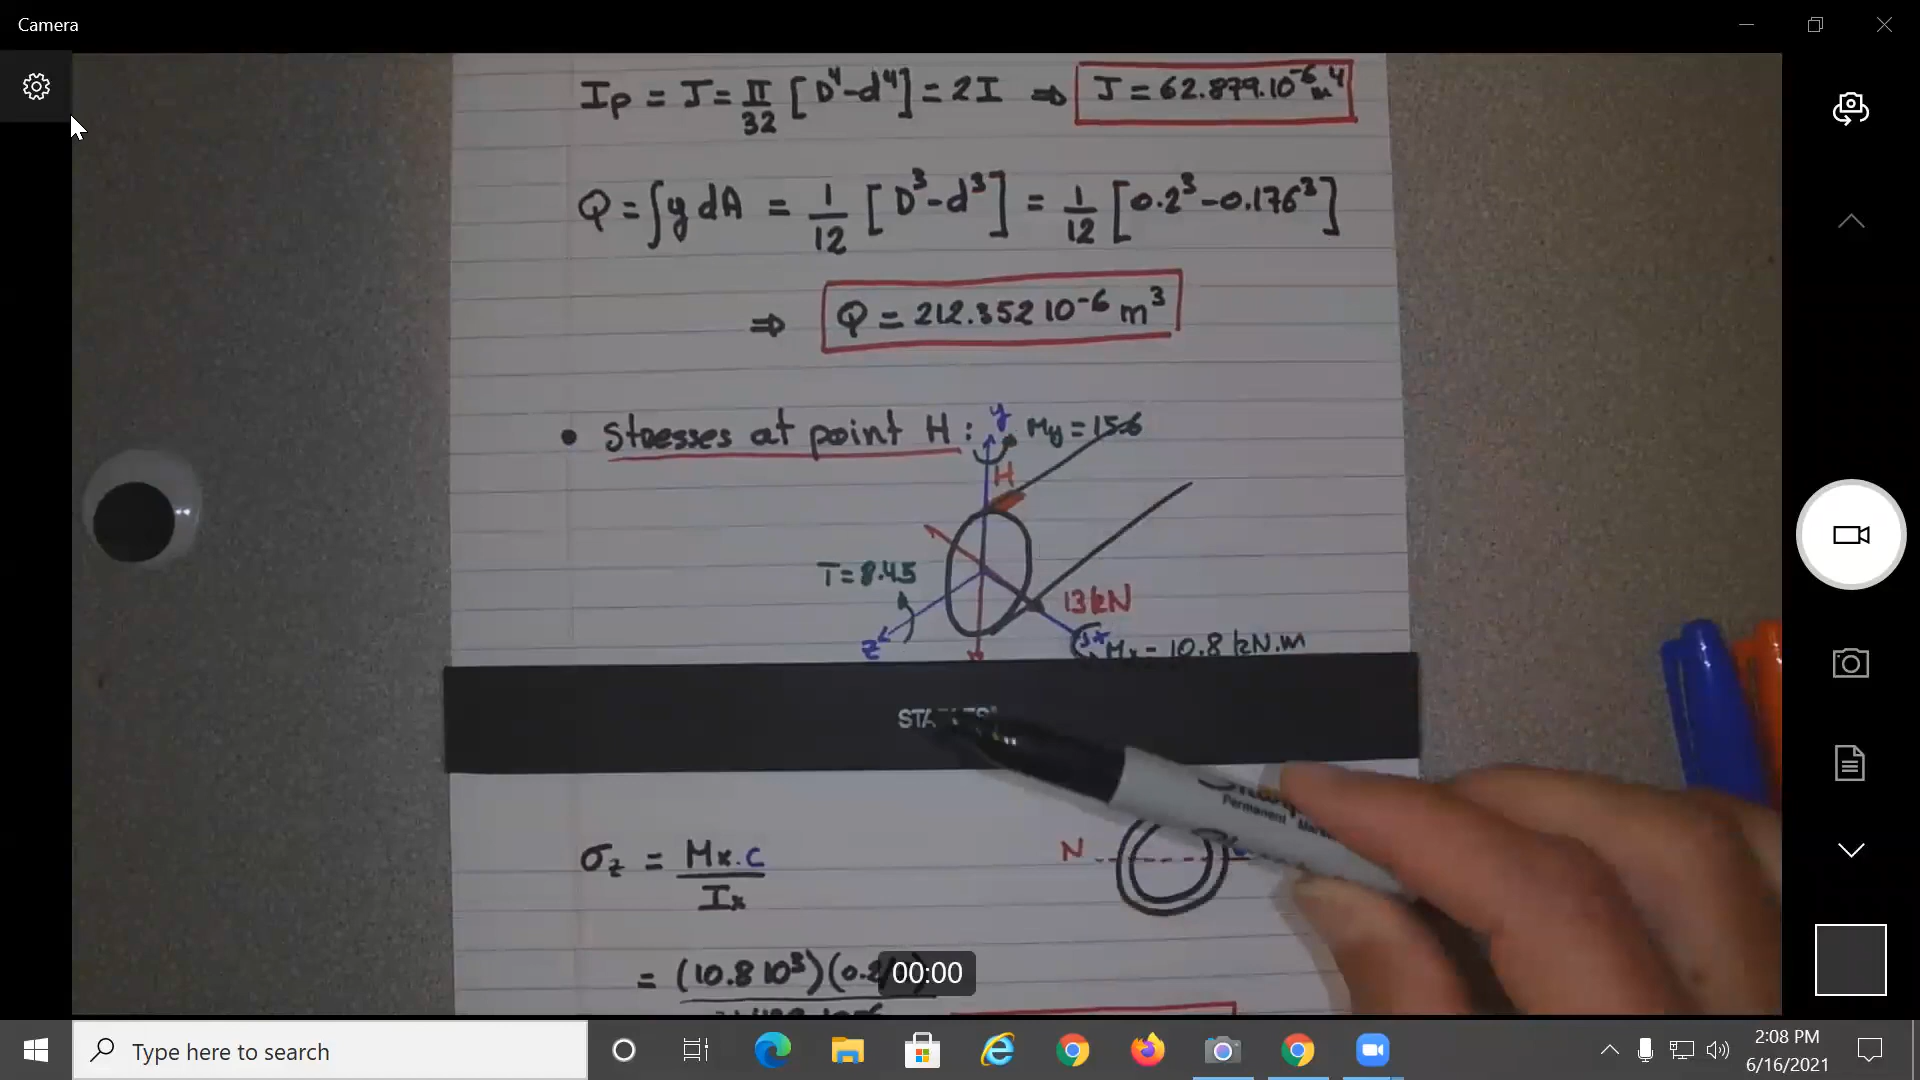 Camera
Ip = J = π/32 [D⁴-d⁴] = 2I ⇒ J = 62.879.10⁻⁶ m⁴
Q = ∫y dA = 1/12 [D³-d³] = 1/12 [0.2³-0.176³]
⇒ Q = 212.352 10⁻⁶ m³
• Stresses at point H:
y
My = 15.6
H
T = 8.45
13 kN
z
x
Mx = 10.8 kN.m
σz = Mx.c / Ix
N
= (10.8 10³)(0.2
00:00
Permanent
Type here to search
2:08 PM
6/16/2021